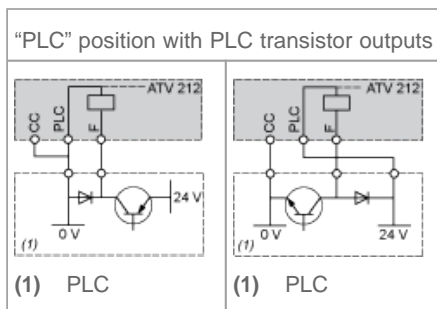 “PLC” position with PLC transistor outputs
ATV 212
CC
PLC
F
24 V
0 V
(1)
(1) PLC
ATV 212
CC
PLC
F
0 V
24 V
(1)
(1) PLC